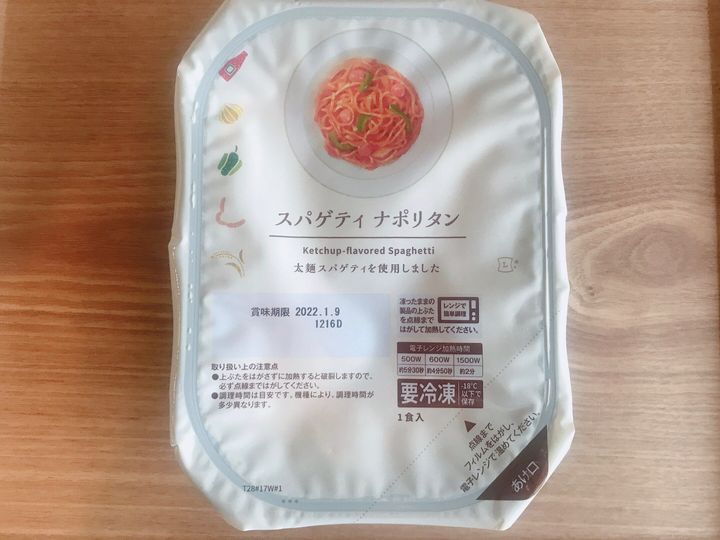 スパゲティ ナポリタン
Ketchup-flavored Spaghetti
太麺スパゲティを使用しました
L
賞味期限 2022.1.9
1216D
凍ったままの
製品の上ぶた
を点線まで
はがして加熱してください。
レンジで
簡単調理
電子レンジ加熱時間
500W 600W 1500W
約5分30秒 約4分50秒 約2分
要冷凍 -18℃
以下で
保存
1食入
取り扱い上の注意点
●上ぶたをはがさずに加熱すると破裂しますので、
必ず点線まではがしてください。
●調理時間は目安です。機種により、調理時間が
多少異なります。
▲
点線まで
フィルムをはがし、
電子レンジで温めてください。
あけ口
T28#17W#1